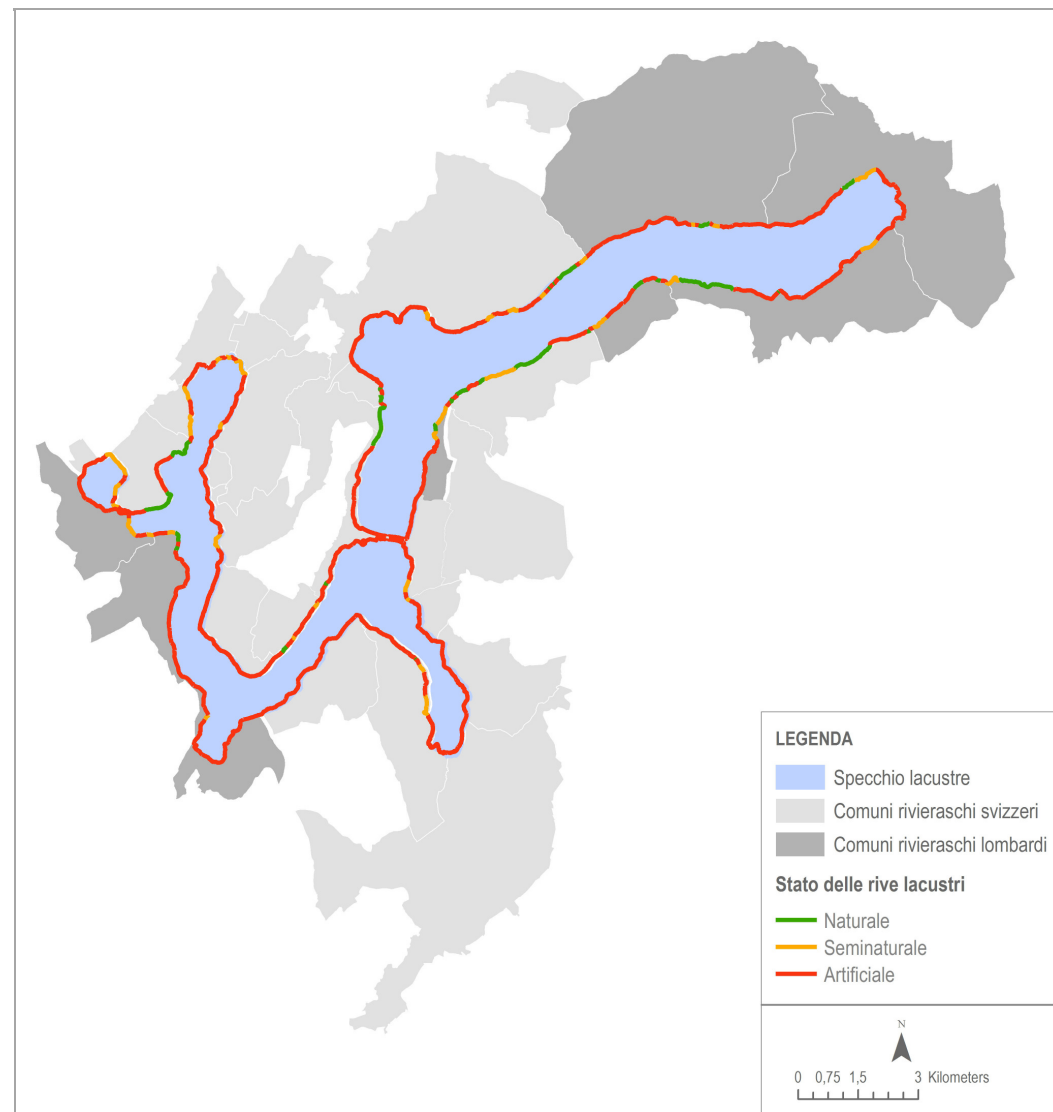 LEGENDA
Specchio lacustre
Comuni rivieraschi svizzeri
Comuni rivieraschi lombardi
Stato delle rive lacustri
Naturale
Seminaturale
Artificiale
N
0 0,75 1,5 3 Kilometers